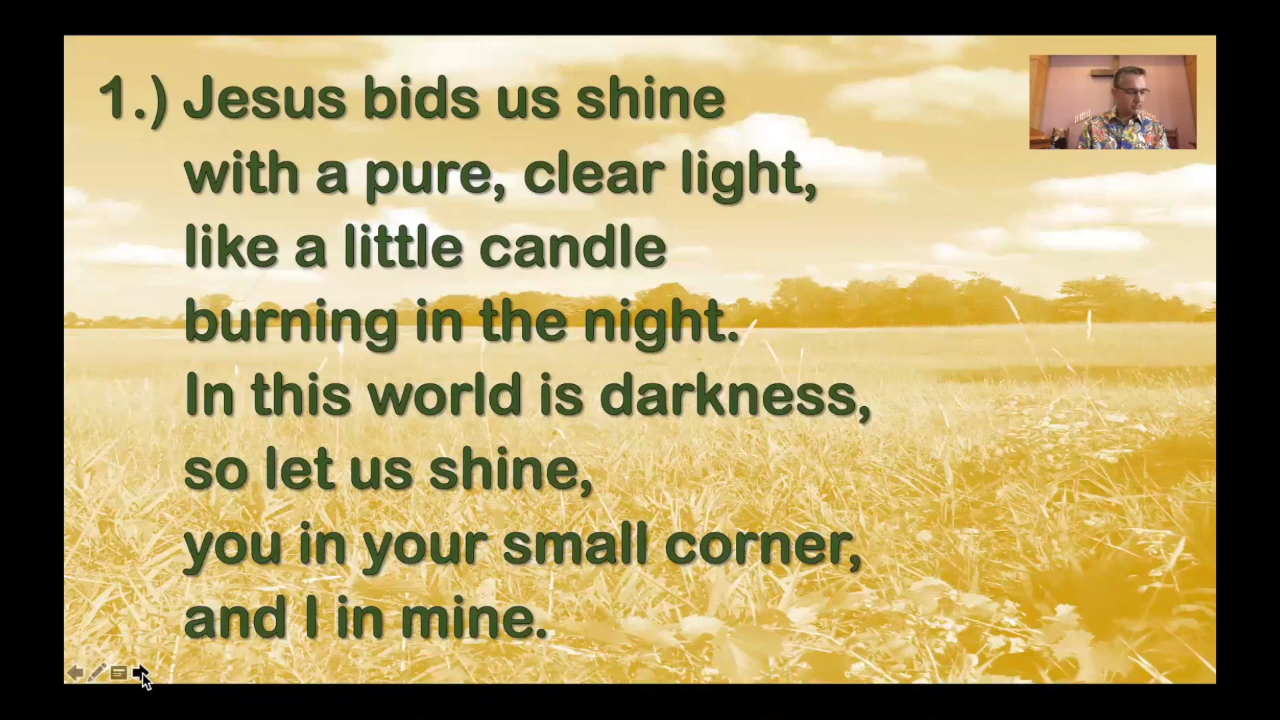 1.) Jesus bids us shine
with a pure, clear light,
like a little candle
burning in the night.
In this world is darkness,
so let us shine,
you in your small corner,
and I in mine.